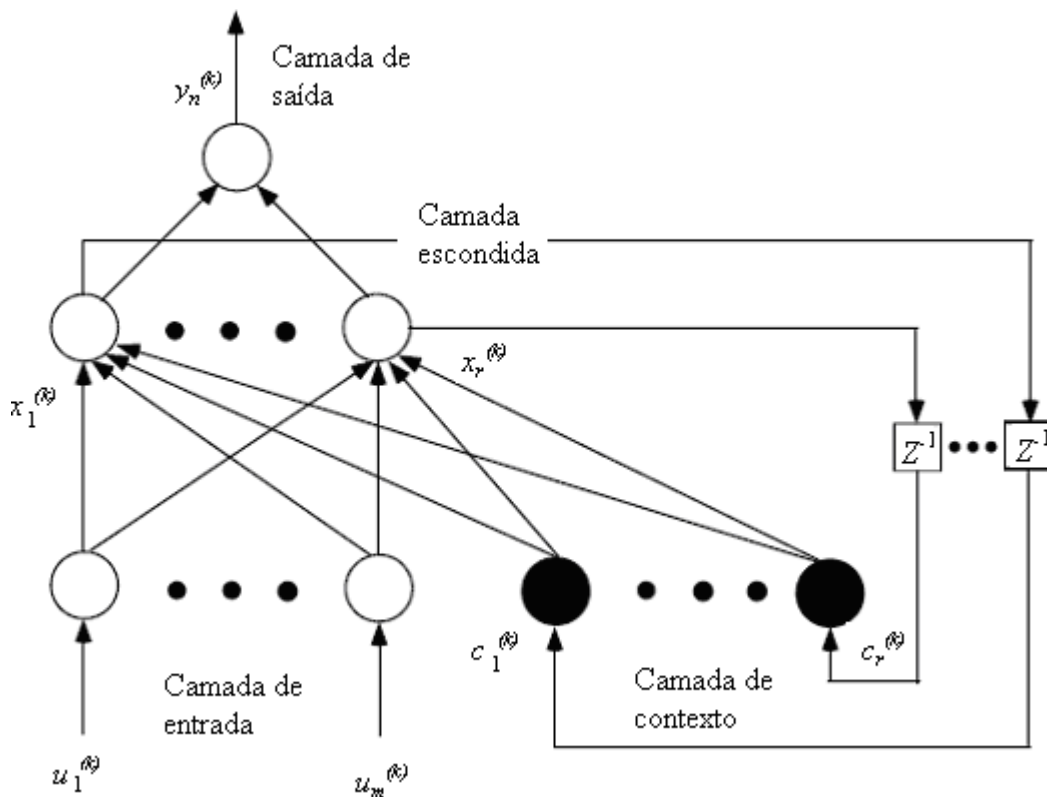 Camada de
saída
y_n^(k)
Camada
escondida
x_1^(k)
x_r^(k)
Z^-1
Z^-1
c_1^(k)
c_r^(k)
Camada de
entrada
Camada de
contexto
u_1^(k)
u_m^(k)